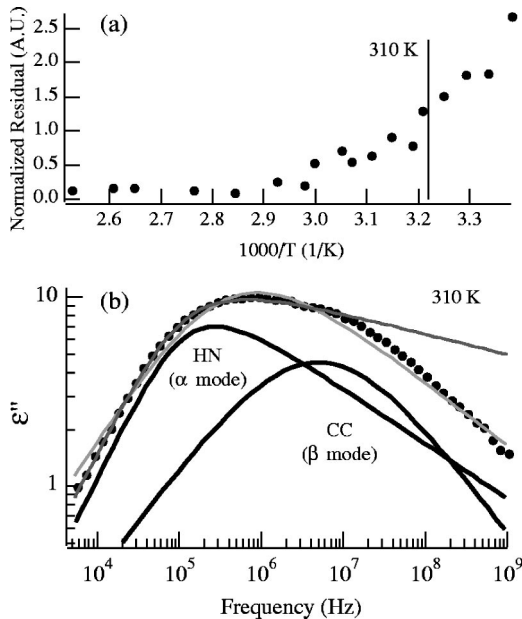 (a)
310 K
Normalized Residual (A.U.)
2.5
2.0
1.5
1.0
0.5
0.0
2.6 2.7 2.8 2.9 3.0 3.1 3.2 3.3
1000/T (1/K)
(b)
310 K
10
1
ε"
HN
(α mode)
CC
(β mode)
10⁴ 10⁵ 10⁶ 10⁷ 10⁸ 10⁹
Frequency (Hz)